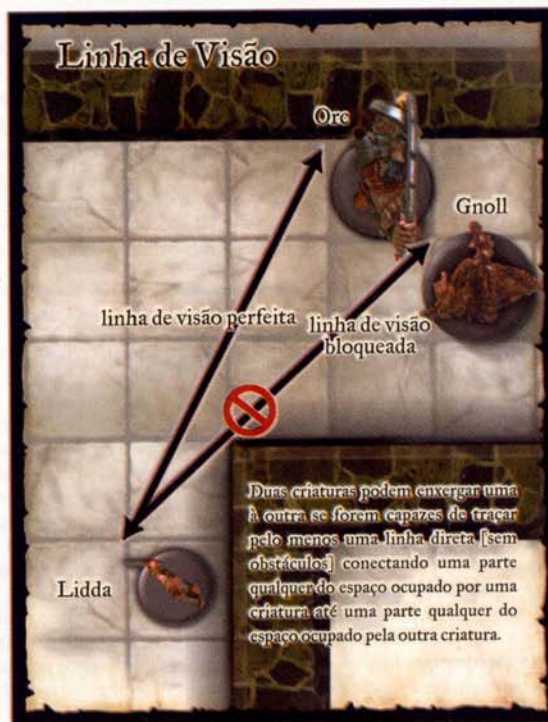 Linha de Visão
Orc
Gnoll
linha de visão perfeita
linha de visão
bloqueada
Duas criaturas podem enxergar uma
à outra se forem capazes de traçar
pelo menos uma linha direta [sem
obstáculos] conectando uma parte
qualquer do espaço ocupado por uma
criatura até uma parte qualquer do
espaço ocupado pela outra criatura.
Lidda